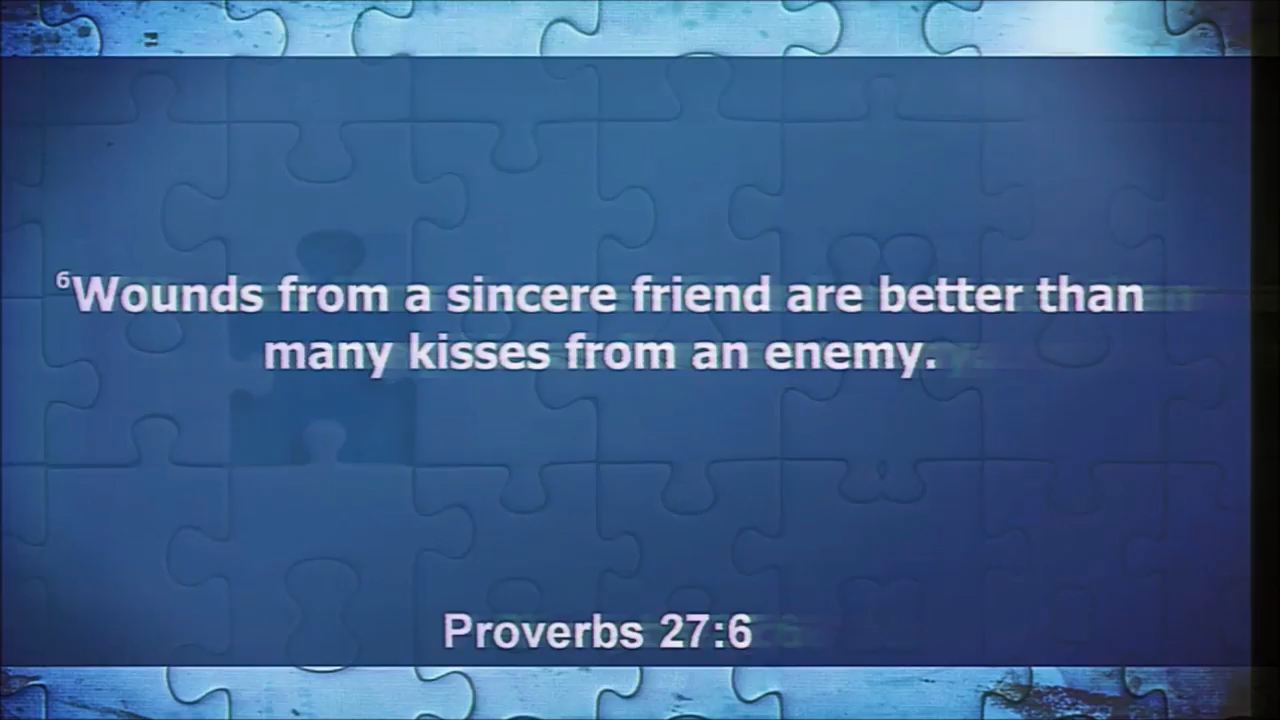 ⁶Wounds from a sincere friend are better than
many kisses from an enemy.
Proverbs 27:6